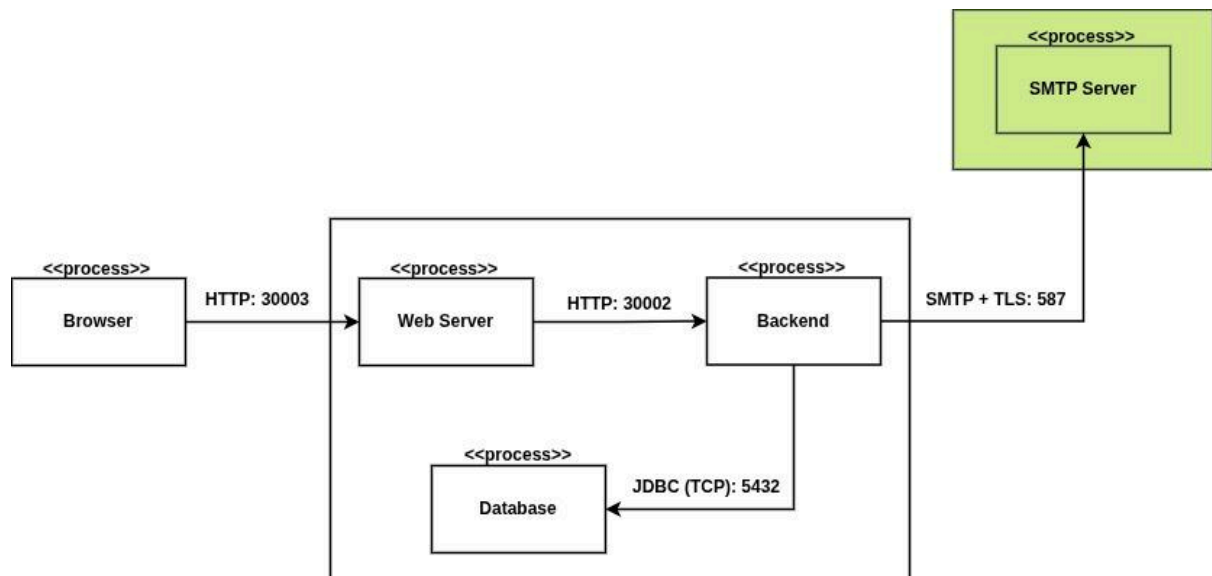 <<process>>
SMTP Server
<<process>>
Browser
HTTP: 30003
<<process>>
Web Server
HTTP: 30002
<<process>>
Backend
SMTP + TLS: 587
<<process>>
Database
JDBC (TCP): 5432